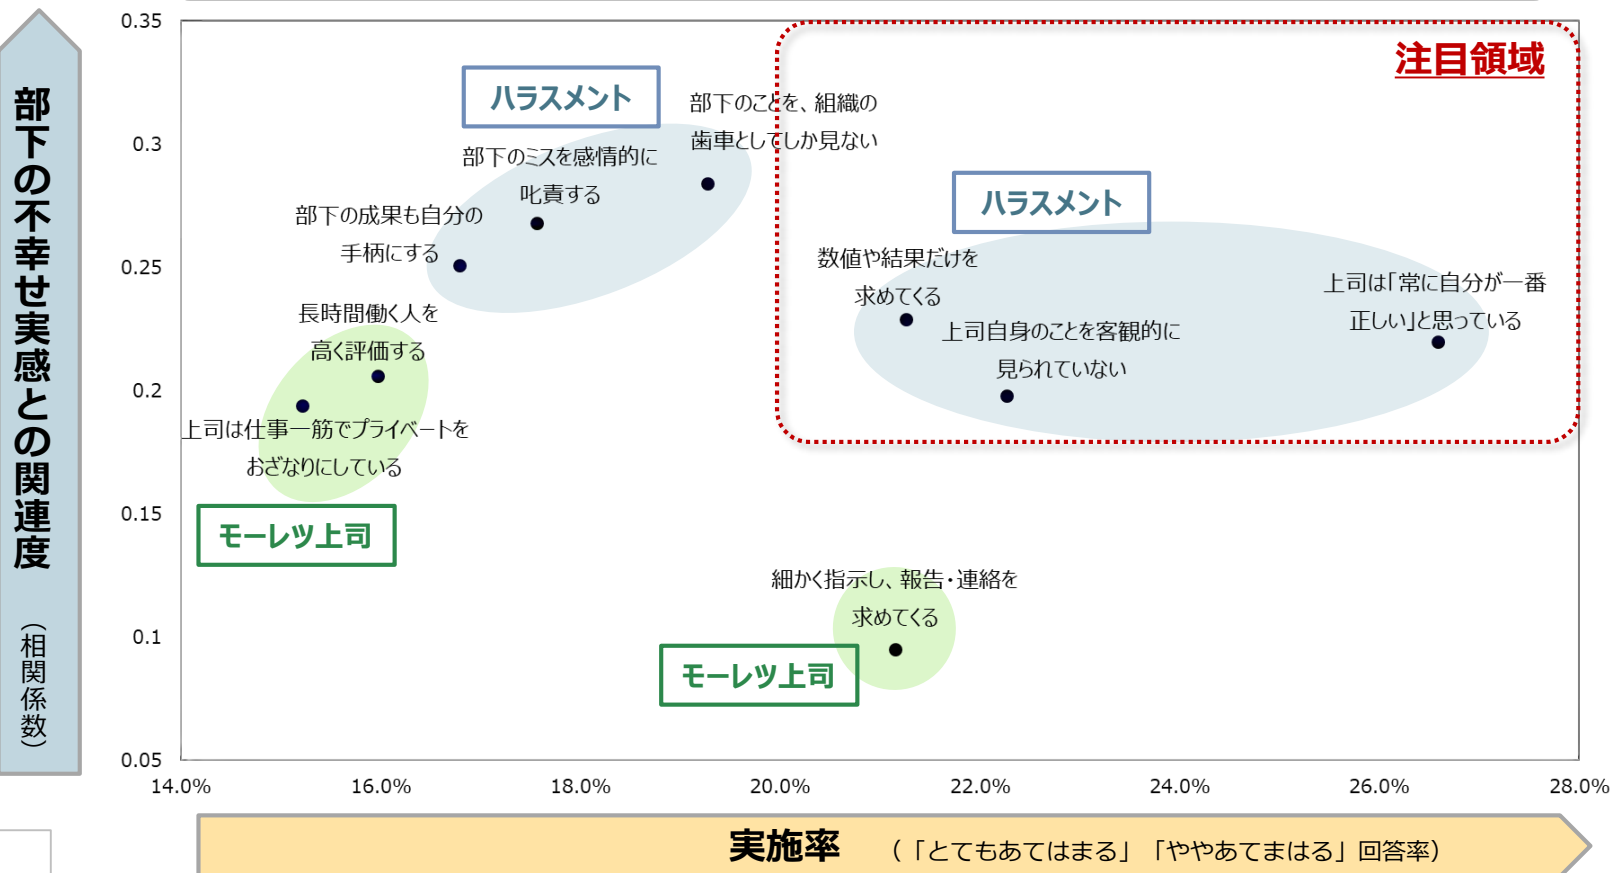 部下の不幸せ実感との関連度
（相関係数）
0.35
0.3
0.25
0.2
0.15
0.1
0.05
注目領域
ハラスメント
部下のことを、組織の
歯車としてしか見ない
部下のミスを感情的に
叱責する
部下の成果も自分の
手柄にする
ハラスメント
数値や結果だけを
求めてくる
上司は「常に自分が一番
正しい」と思っている
上司自身のことを客観的に
見られていない
長時間働く人を
高く評価する
上司は仕事一筋でプライベートを
おざなりにしている
モーレツ上司
細かく指示し、報告・連絡を
求めてくる
モーレツ上司
14.0%
16.0%
18.0%
20.0%
22.0%
24.0%
26.0%
28.0%
実施率 （「とてもあてはまる」「ややあてまはる」回答率）